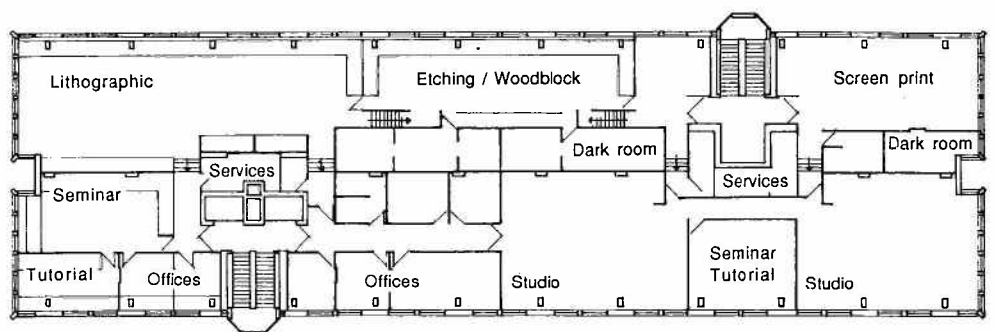 Lithographic
Etching / Woodblock
Screen print
Dark room
Dark room
Services
Services
Seminar
Seminar
Tutorial
Tutorial
Offices
Offices
Studio
Studio